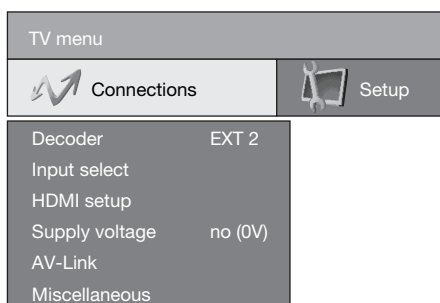 TV menu
Connections Setup
Decoder EXT 2
Input select
HDMI setup
Supply voltage no (0V)
AV-Link
Miscellaneous